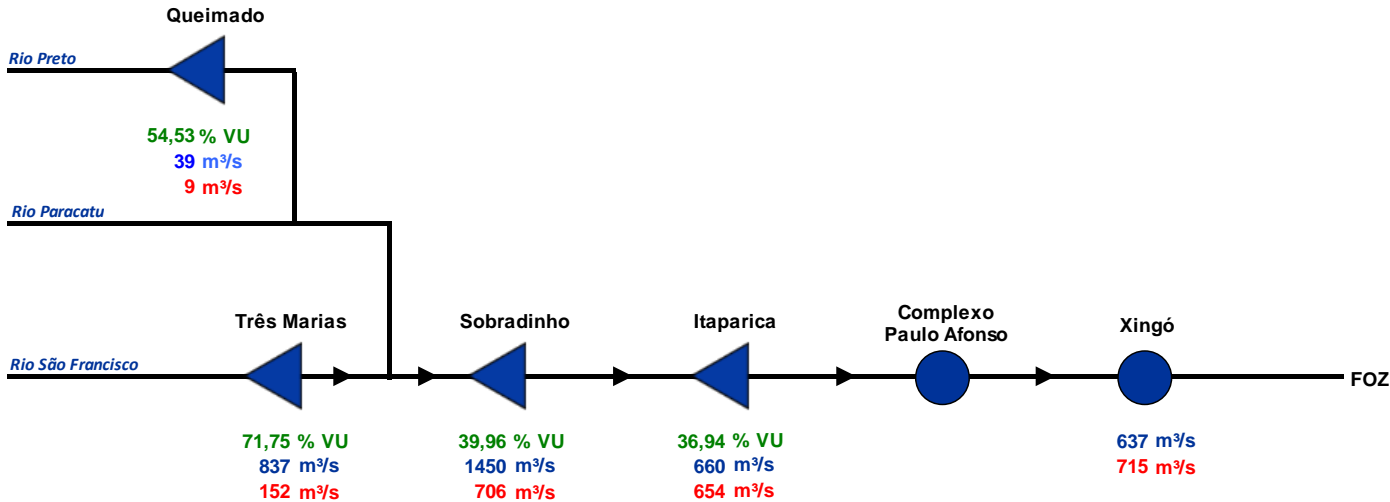 Queimado
Rio Preto
54,53 % VU
39 m³/s
9 m³/s
Rio Paracatu
Três Marias
Sobradinho
Itaparica
Complexo
Paulo Afonso
Xingó
Rio São Francisco
FOZ
71,75 % VU
837 m³/s
152 m³/s
39,96 % VU
1450 m³/s
706 m³/s
36,94 % VU
660 m³/s
654 m³/s
637 m³/s
715 m³/s